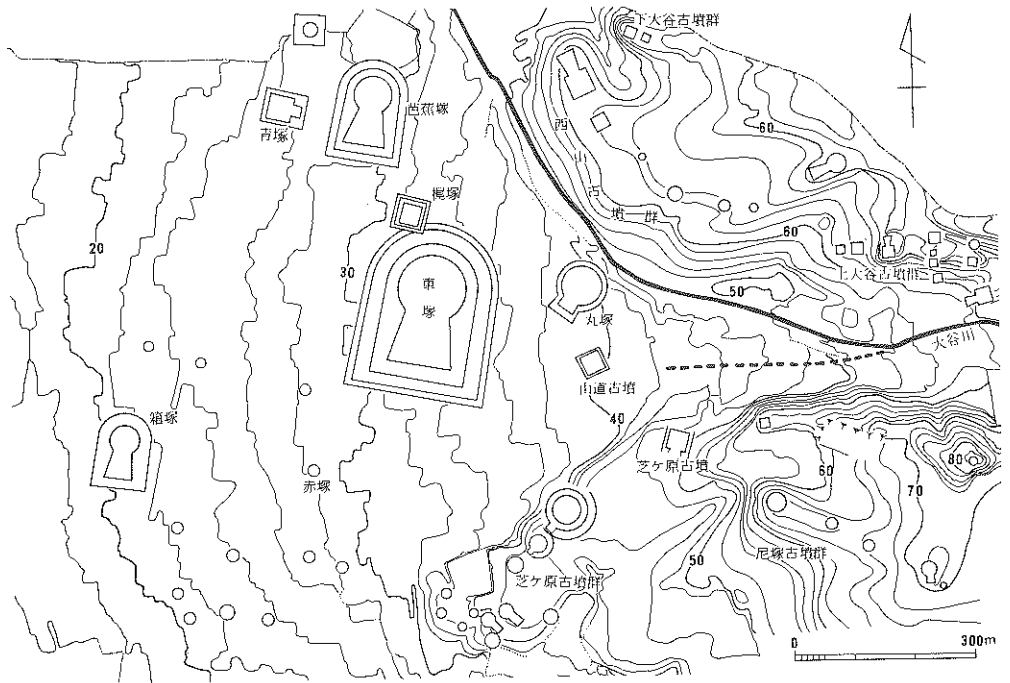 下大谷古墳群
芭蕉塚
青塚
西山古墳群
60
梶塚
20
30
車塚
60
上大谷古墳群
50
丸塚
大谷川
山道古墳
40
箱塚
芝ケ原古墳
60
80
赤塚
70
尼塚古墳群
50
芝ケ原古墳群
0 300m